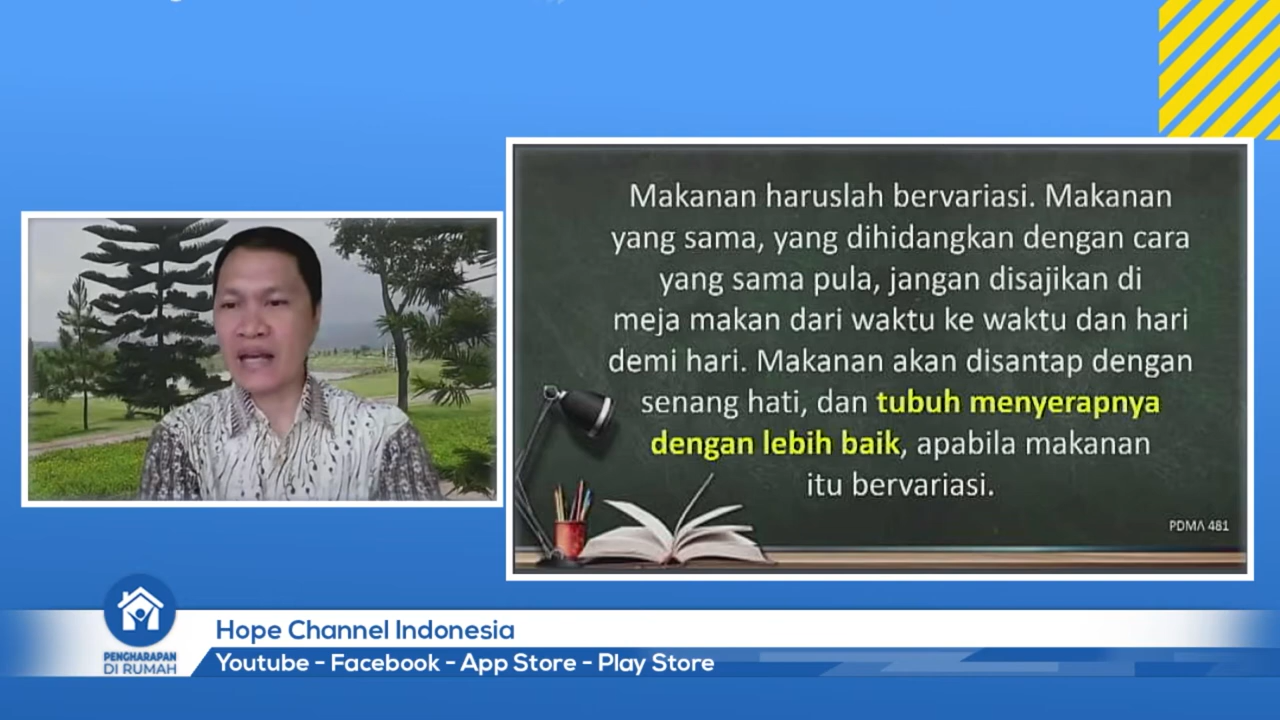 Makanan haruslah bervariasi. Makanan
yang sama, yang dihidangkan dengan cara
yang sama pula, jangan disajikan di
meja makan dari waktu ke waktu dan hari
demi hari. Makanan akan disantap dengan
senang hati, dan tubuh menyerapnya
dengan lebih baik, apabila makanan
itu bervariasi.
PDMA 481
Hope Channel Indonesia
Youtube - Facebook - App Store - Play Store
PENGHARAPAN
DI RUMAH